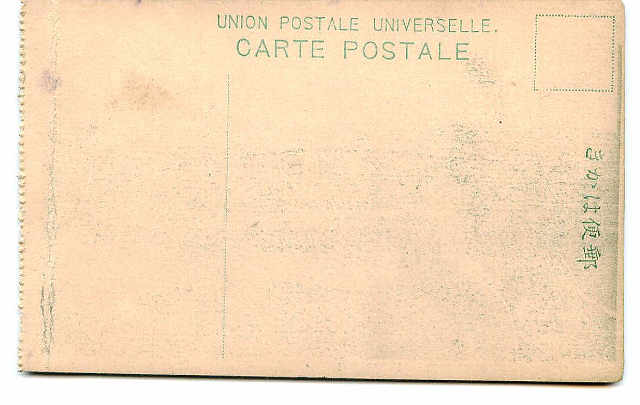 UNION POSTALE UNIVERSELLE.
CARTE POSTALE
郵便はかき